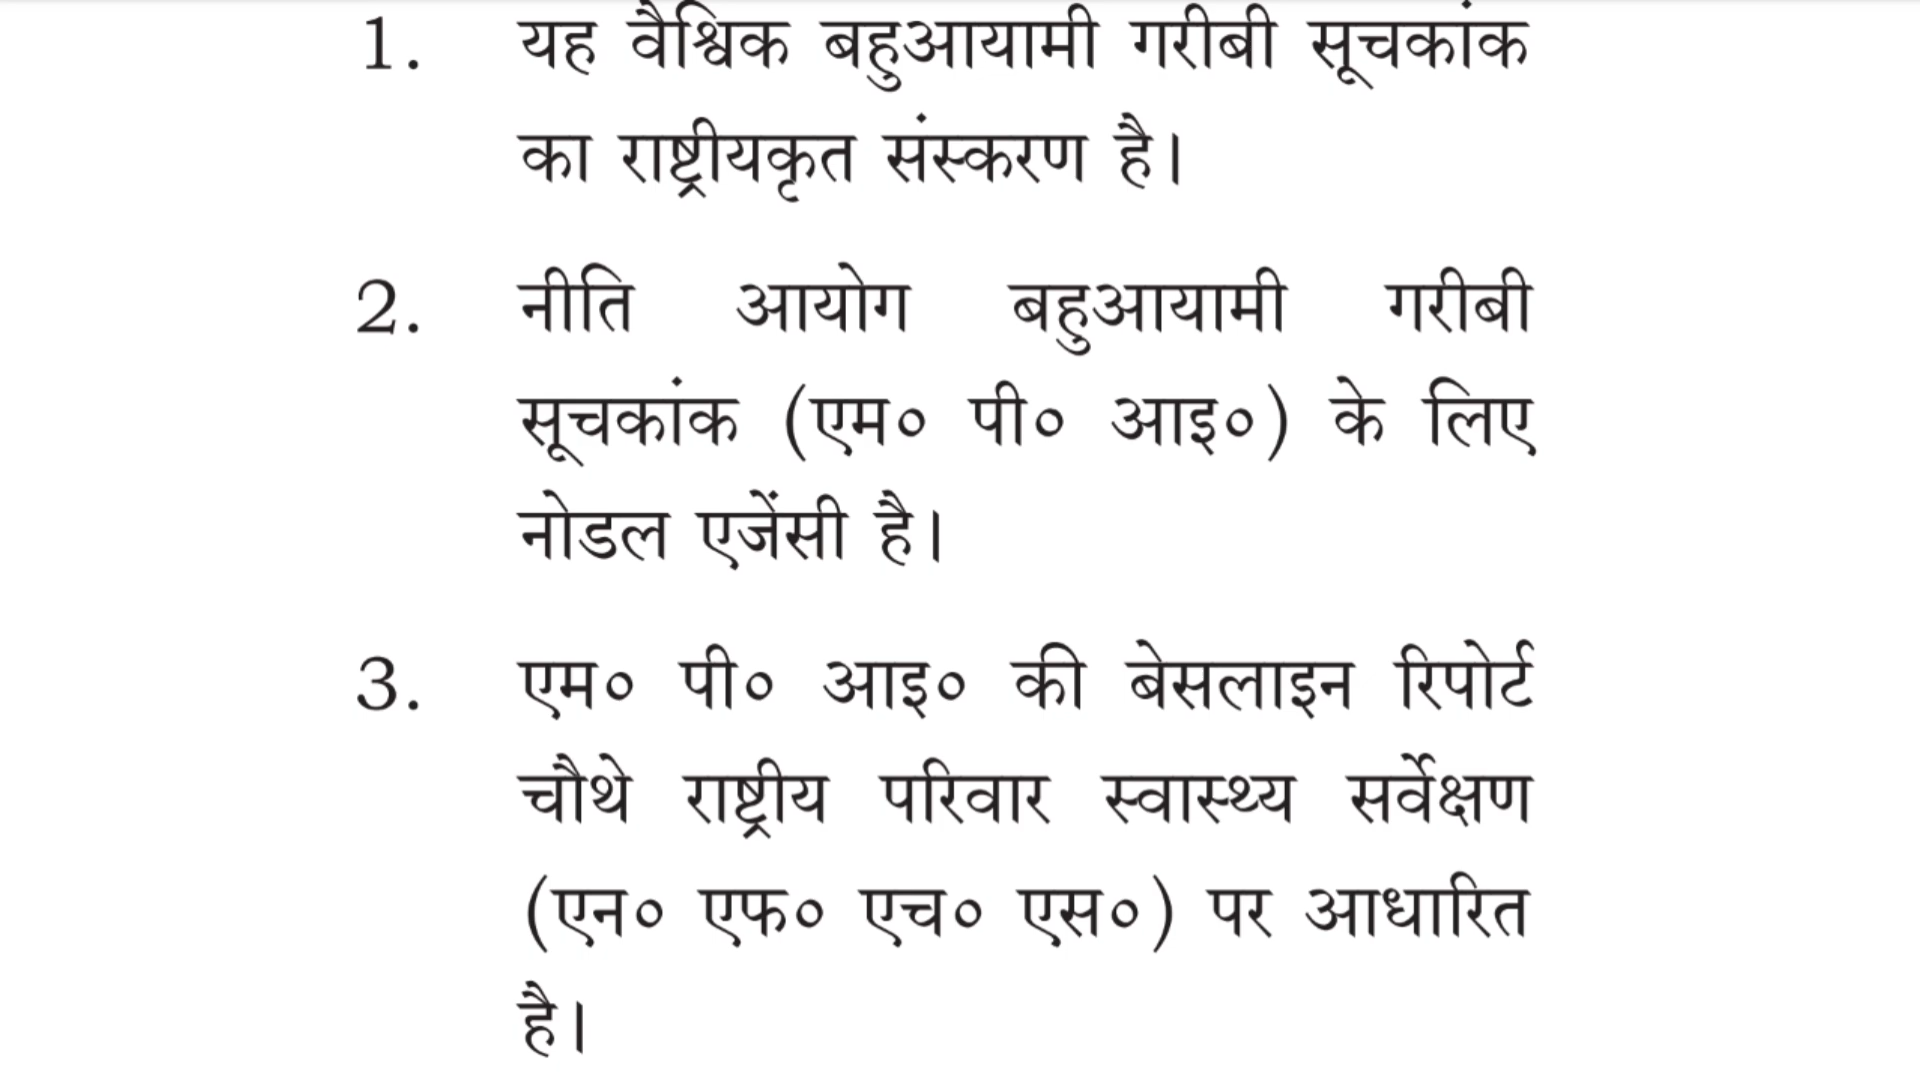 1. यह वैश्विक बहुआयामी गरीबी सूचकांक
का राष्ट्रीयकृत संस्करण है।
2. नीति आयोग बहुआयामी गरीबी
सूचकांक (एम० पी० आइ०) के लिए
नोडल एजेंसी है।
3. एम० पी० आइ० की बेसलाइन रिपोर्ट
चौथे राष्ट्रीय परिवार स्वास्थ्य सर्वेक्षण
(एन० एफ० एच० एस०) पर आधारित
है।